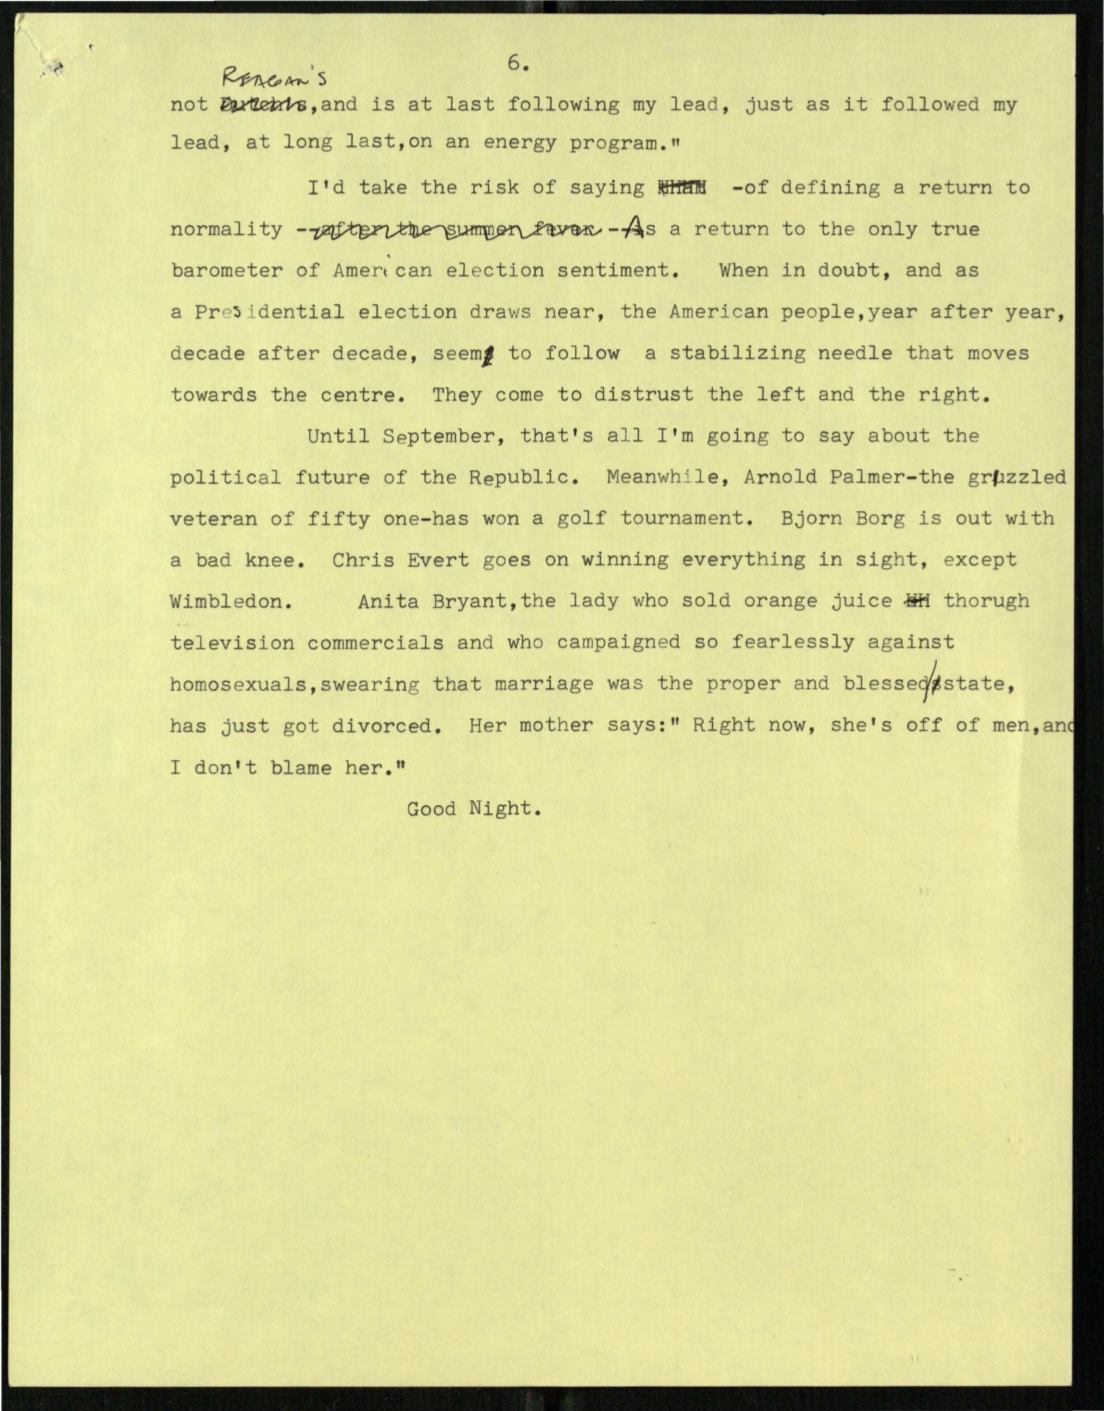 6.
REAGAN'S
not ,and is at last following my lead, just as it followed my
lead, at long last,on an energy program."
I'd take the risk of saying -of defining a return to
normality --after the summer fever --As a return to the only true
barometer of American election sentiment. When in doubt, and as
a Presidential election draws near, the American people,year after year,
decade after decade, seem to follow a stabilizing needle that moves
towards the centre. They come to distrust the left and the right.
Until September, that's all I'm going to say about the
political future of the Republic. Meanwhile, Arnold Palmer-the grizzled
veteran of fifty one-has won a golf tournament. Bjorn Borg is out with
a bad knee. Chris Evert goes on winning everything in sight, except
Wimbledon. Anita Bryant,the lady who sold orange juice thorugh
television commercials and who campaigned so fearlessly against
homosexuals,swearing that marriage was the proper and blessed/state,
has just got divorced. Her mother says:" Right now, she's off of men,and
I don't blame her."
Good Night.